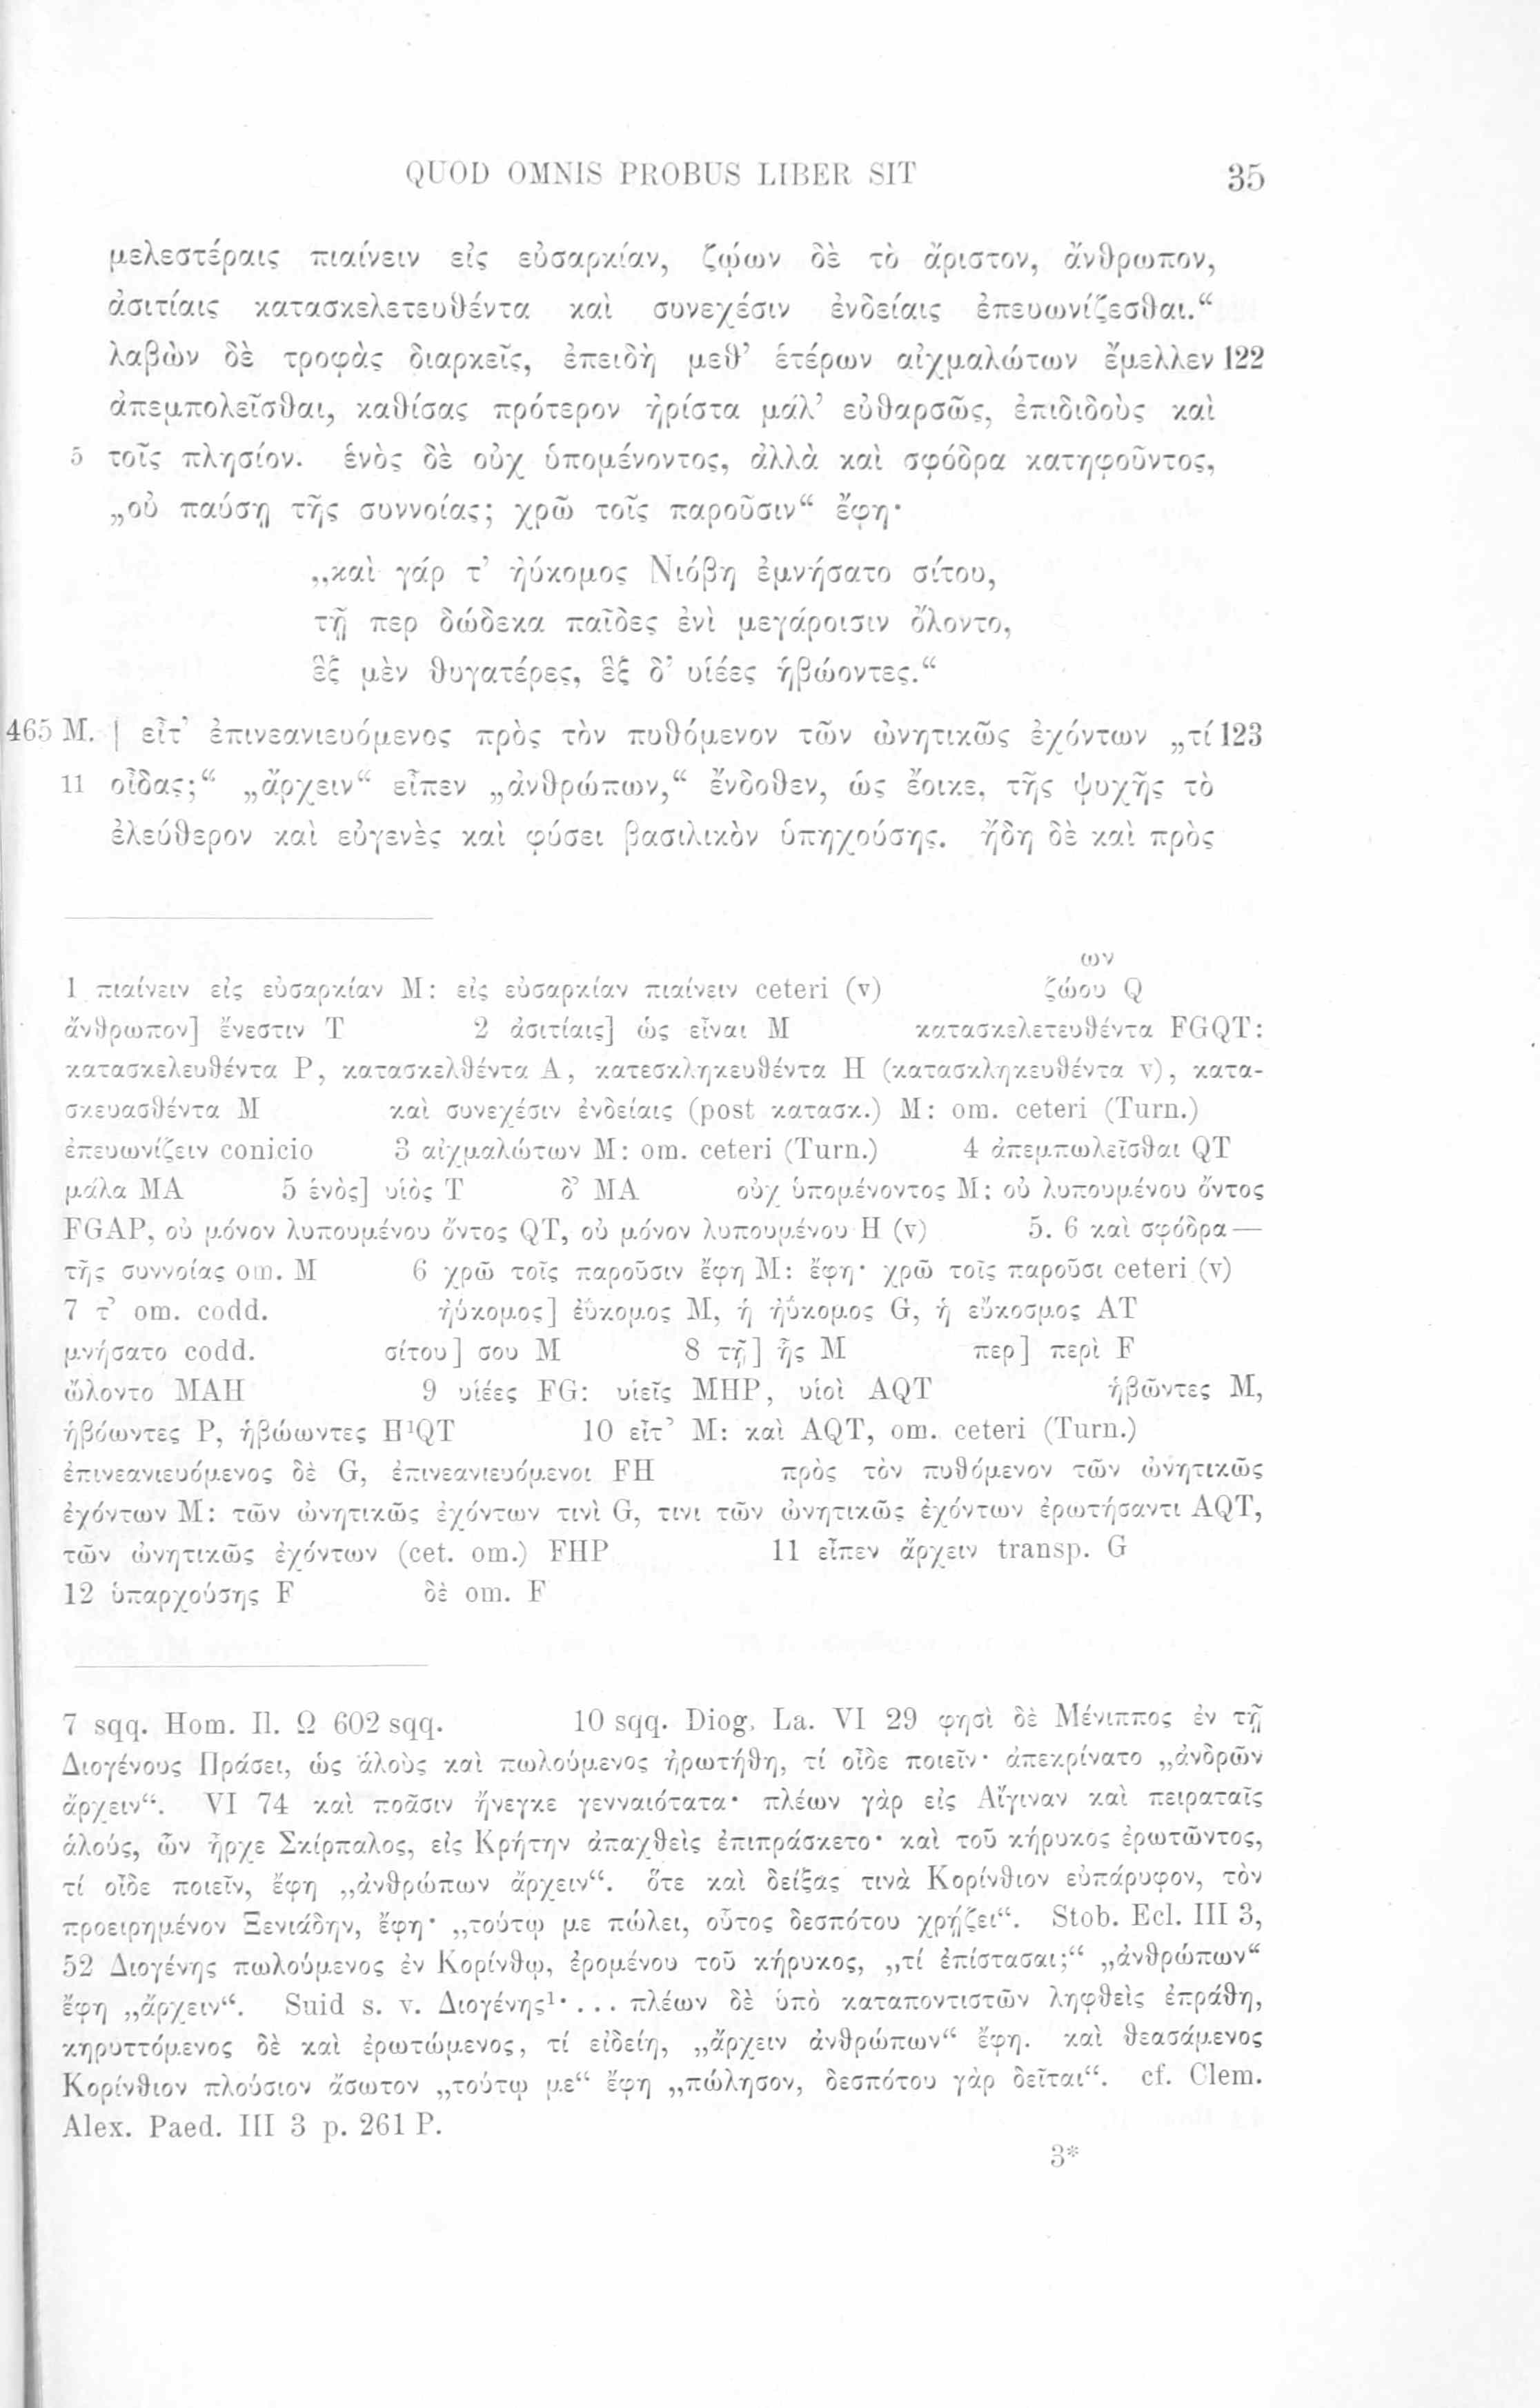 QUOD OMNIS PROBUS LIBER SIT 35
μελεστέραις πιαίνειν εἰς εὐσαρκίαν, ζῴων δὲ τὸ ἄριστον, ἄνθρωπον,
ἀσιτίαις κατασκελετευθέντα καὶ συνεχέσιν ἐνδείαις ἐπευωνίζεσθαι.“
λαβὼν δὲ τροφὰς διαρκεῖς, ἐπειδὴ μεθ’ ἑτέρων αἰχμαλώτων ἔμελλεν 122
ἀπεμπολεῖσθαι, καθίσας πρότερον ἠρίστα μάλ’ εὐθαρσῶς, ἐπιδιδοὺς καὶ
5 τοῖς πλησίον. ἑνὸς δὲ οὐχ ὑπομένοντος, ἀλλὰ καὶ σφόδρα κατηφοῦντος,
„οὐ παύσῃ τῆς συννοίας; χρῶ τοῖς παροῦσιν“ ἔφη·
„καὶ γάρ τ’ ἠύκομος Νιόβη ἐμνήσατο σίτου,
τῇ περ δώδεκα παῖδες ἐνὶ μεγάροισιν ὄλοντο,
ἓξ μὲν θυγατέρες, ἓξ δ’ υἱέες ἡβώοντες.“
465 M. | εἶτ’ ἐπινεανιευόμενος πρὸς τὸν πυθόμενον τῶν ὠνητικῶς ἐχόντων „τί 123
11 οἶδας;“ „ἄρχειν“ εἶπεν „ἀνθρώπων,“ ἔνδοθεν, ὡς ἔοικε, τῆς ψυχῆς τὸ
ἐλεύθερον καὶ εὐγενὲς καὶ φύσει βασιλικὸν ὑπηχούσης. ἤδη δὲ καὶ πρὸς
ων
1 πιαίνειν εἰς εὐσαρκίαν M: εἰς εὐσαρκίαν πιαίνειν ceteri (v) ζώου Q
ἄνθρωπον] ἔνεστιν T 2 ἀσιτίαις] ὡς εἶναι M κατασκελετευθέντα FGQT:
κατασκελευθέντα P, κατασκελθέντα A, κατεσκληκευθέντα H (κατασκληκευθέντα v), κατα-
σκευασθέντα M καὶ συνεχέσιν ἐνδείαις (post κατασκ.) M: om. ceteri (Turn.)
ἐπευωνίζειν conicio 3 αἰχμαλώτων M: om. ceteri (Turn.) 4 ἀπεμπωλεῖσθαι QT
μάλα MA 5 ἑνὸς] υἱὸς T δ’ MA οὐχ ὑπομένοντος M: οὐ λυπουμένου ὄντος
FGAP, οὐ μόνον λυπουμένου ὄντος QT, οὐ μόνον λυπουμένου H (v) 5. 6 καὶ σφόδρα —
τῆς συννοίας om. M 6 χρῶ τοῖς παροῦσιν ἔφη M: ἔφη· χρῶ τοῖς παροῦσι ceteri (v)
7 τ’ om. codd. ἠύκομος] ἐύκομος M, ἡ ἠΰκομος G, ἡ εὔκοσμος AT
μνήσατο codd. σίτου] σου M 8 τῇ] ἧς M περ] περὶ F
ὤλοντο MAH 9 υἱέες FG: υἱεῖς MHP, υἱοὶ AQT ἡβῶντες M,
ἡβόωντες P, ἡβώωντες H¹QT 10 εἶτ’ M: καὶ AQT, om. ceteri (Turn.)
ἐπινεανιευόμενος δὲ G, ἐπινεανιευόμενοι FH πρὸς τὸν πυθόμενον τῶν ὠνητικῶς
ἐχόντων M: τῶν ὠνητικῶς ἐχόντων τινὶ G, τινι τῶν ὠνητικῶς ἐχόντων ἐρωτήσαντι AQT,
τῶν ὠνητικῶς ἐχόντων (cet. om.) FHP 11 εἶπεν ἄρχειν transp. G
12 ὑπαρχούσης F δὲ om. F
7 sqq. Hom. Il. Ω 602 sqq. 10 sqq. Diog. La. VI 29 φησὶ δὲ Μένιππος ἐν τῇ
Διογένους Πράσει, ὡς ἁλοὺς καὶ πωλούμενος ἠρωτήθη, τί οἶδε ποιεῖν· ἀπεκρίνατο „ἀνδρῶν
ἄρχειν“. VI 74 καὶ πρᾶσιν ἤνεγκε γενναιότατα· πλέων γὰρ εἰς Αἴγιναν καὶ πειραταῖς
ἁλούς, ὧν ἦρχε Σκίρπαλος, εἰς Κρήτην ἀπαχθεὶς ἐπιπράσκετο· καὶ τοῦ κήρυκος ἐρωτῶντος,
τί οἶδε ποιεῖν, ἔφη „ἀνθρώπων ἄρχειν“. ὅτε καὶ δείξας τινὰ Κορίνθιον εὐπάρυφον, τὸν
προειρημένον Ξενιάδην, ἔφη· „τούτῳ με πώλει, οὗτος δεσπότου χρῄζει“. Stob. Ecl. III 3,
52 Διογένης πωλούμενος ἐν Κορίνθῳ, ἐρομένου τοῦ κήρυκος, „τί ἐπίστασαι;“ „ἀνθρώπων“
ἔφη „ἄρχειν“. Suid s. v. Διογένης¹· ... πλέων δὲ ὑπὸ καταποντιστῶν ληφθεὶς ἐπράθη,
κηρυττόμενος δὲ καὶ ἐρωτώμενος, τί εἰδείη, „ἄρχειν ἀνθρώπων“ ἔφη. καὶ θεασάμενος
Κορίνθιον πλούσιον ἄσωτον „τούτῳ με“ ἔφη „πώλησον, δεσπότου γὰρ δεῖται“. cf. Clem.
Alex. Paed. III 3 p. 261 P.
3*